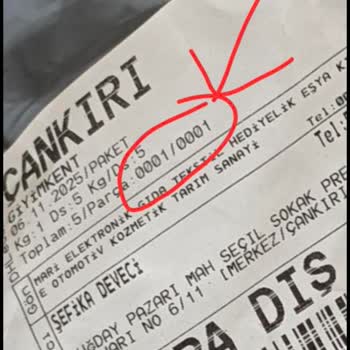 ÇANKIRI
GİYİMKENT
06.11.2025/PAKET
Kg: 1 Ds:5 Kg/Ds:5
Toplam:5/Parça:0001/0001
MARİ ELEKTRONİK GIDA TEKSTİL HEDİYELİK EŞYA
E OTOMOTİV KOZMETİK TARIM SANAYİ
Tel:
Tel:
ŞEFİKA DEVECİ
BUĞDAY PAZARI MAH SEÇİL SOKAK
NO 6/11 [MERKEZ/ÇANKIRI
DIŞ